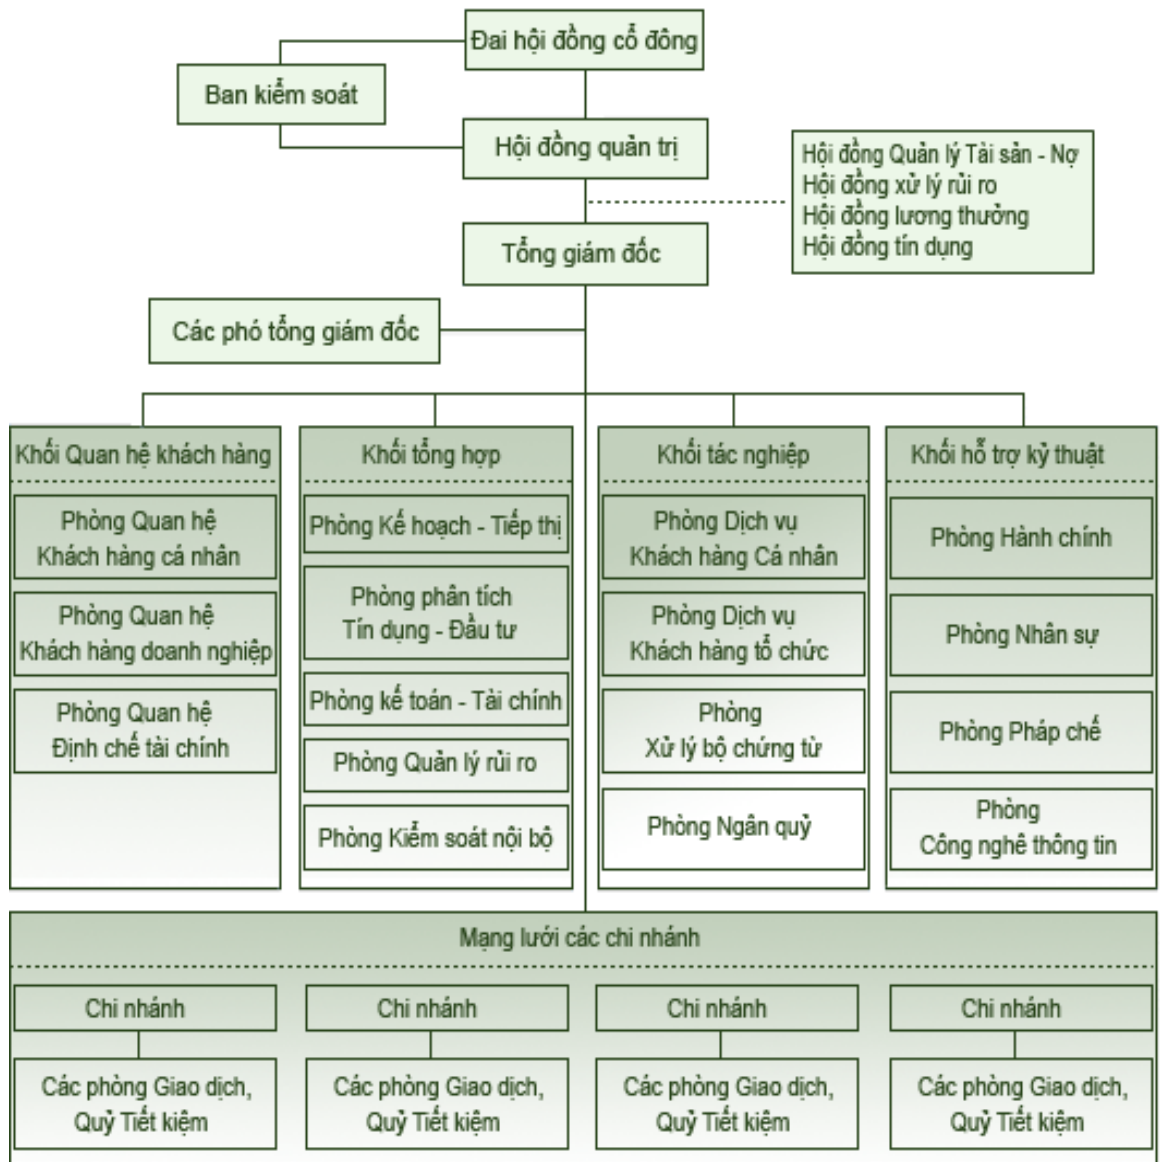 Đai hội đồng cổ đông
Ban kiểm soát
Hội đồng quản trị
Hội đồng Quản lý Tài sản - Nợ
Hội đồng xử lý rủi ro
Hội đồng lương thưởng
Hội đồng tín dụng
Tổng giám đốc
Các phó tổng giám đốc
Khối Quan hệ khách hàng
Phòng Quan hệ
Khách hàng cá nhân
Phòng Quan hệ
Khách hàng doanh nghiệp
Phòng Quan hệ
Định chế tài chính
Khối tổng hợp
Phòng Kế hoạch - Tiếp thị
Phòng phân tích
Tín dụng - Đầu tư
Phòng kế toán - Tài chính
Phòng Quản lý rủi ro
Phòng Kiểm soát nội bộ
Khối tác nghiệp
Phòng Dịch vụ
Khách hàng Cá nhân
Phòng Dịch vụ
Khách hàng tổ chức
Phòng
Xử lý bộ chứng từ
Phòng Ngân quỷ
Khối hỗ trợ kỷ thuật
Phòng Hành chính
Phòng Nhân sự
Phòng Pháp chế
Phòng
Công nghê thông tin
Mạng lưới các chi nhánh
Chi nhánh
Chi nhánh
Chi nhánh
Chi nhánh
Các phòng Giao dịch,
Quỷ Tiết kiệm
Các phòng Giao dịch,
Quỷ Tiết kiệm
Các phòng Giao dịch,
Quỷ Tiết kiệm
Các phòng Giao dịch,
Quỷ Tiết kiệm